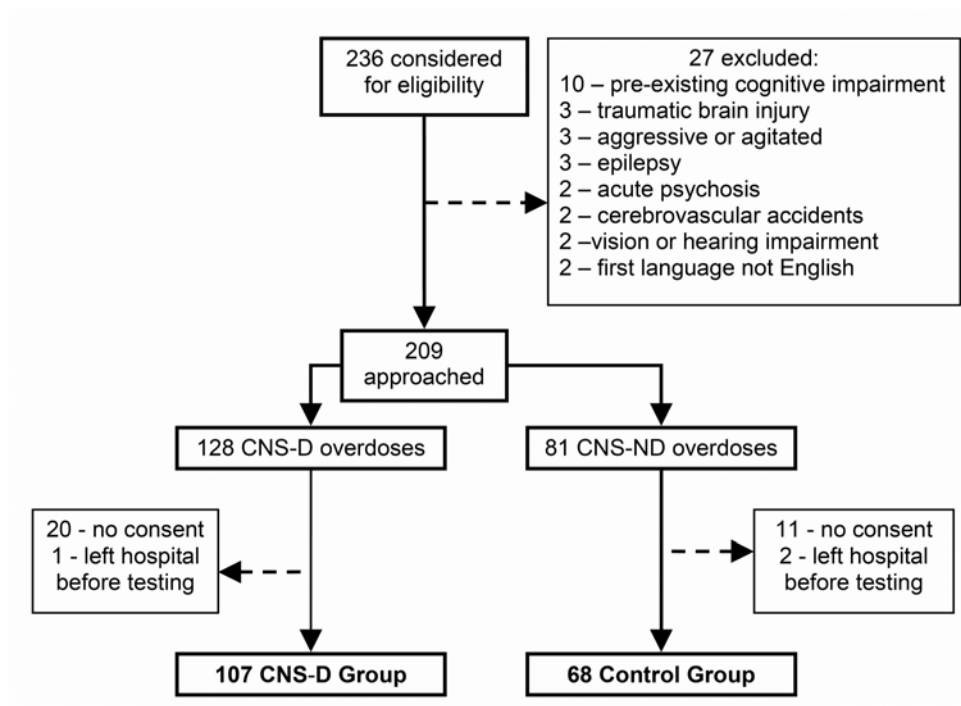 236 considered
for eligibility
27 excluded:
10 – pre-existing cognitive impairment
3 – traumatic brain injury
3 – aggressive or agitated
3 – epilepsy
2 – acute psychosis
2 – cerebrovascular accidents
2 –vision or hearing impairment
2 – first language not English
209
approached
128 CNS-D overdoses
81 CNS-ND overdoses
20 - no consent
1 - left hospital
before testing
11 - no consent
2 - left hospital
before testing
107 CNS-D Group
68 Control Group